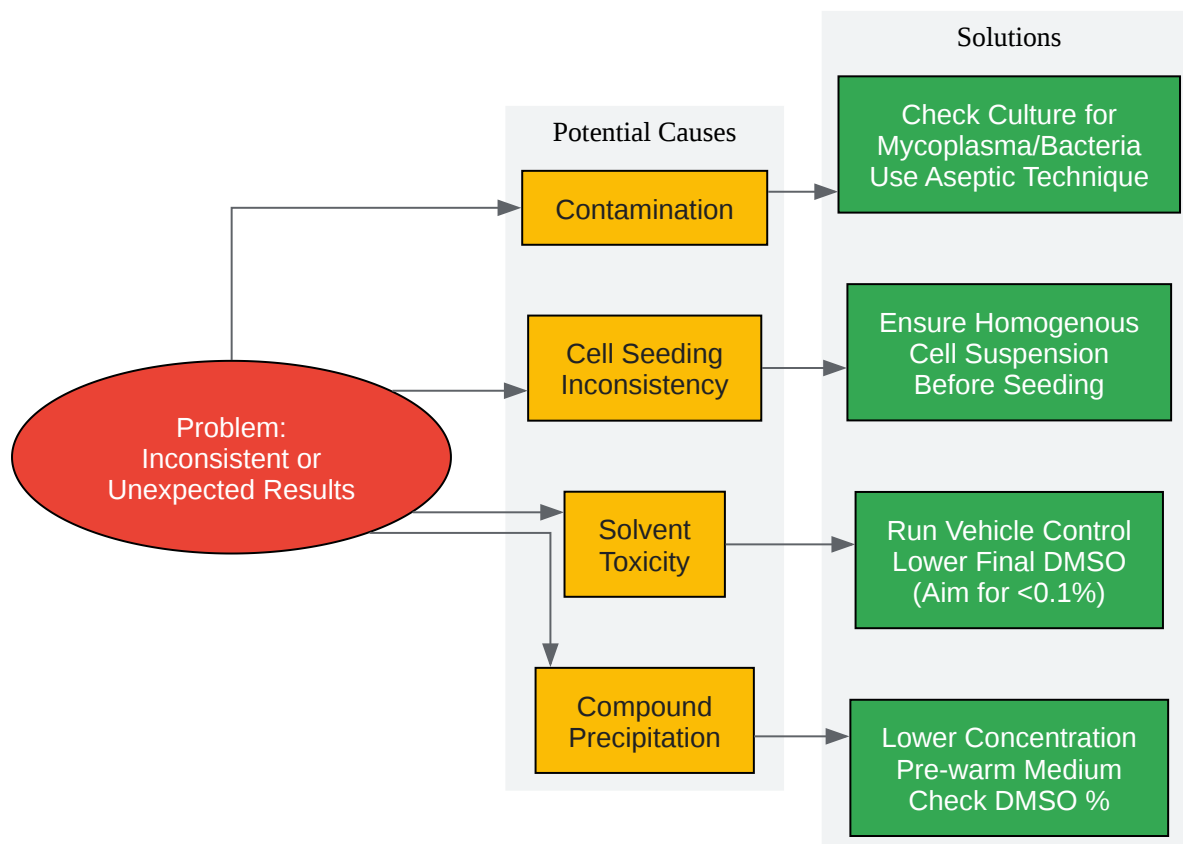 Solutions
Potential Causes
Problem:
Inconsistent or
Unexpected Results
Contamination
Check Culture for
Mycoplasma/Bacteria
Use Aseptic Technique
Cell Seeding
Inconsistency
Ensure Homogenous
Cell Suspension
Before Seeding
Solvent
Toxicity
Run Vehicle Control
Lower Final DMSO
(Aim for <0.1%)
Compound
Precipitation
Lower Concentration
Pre-warm Medium
Check DMSO %